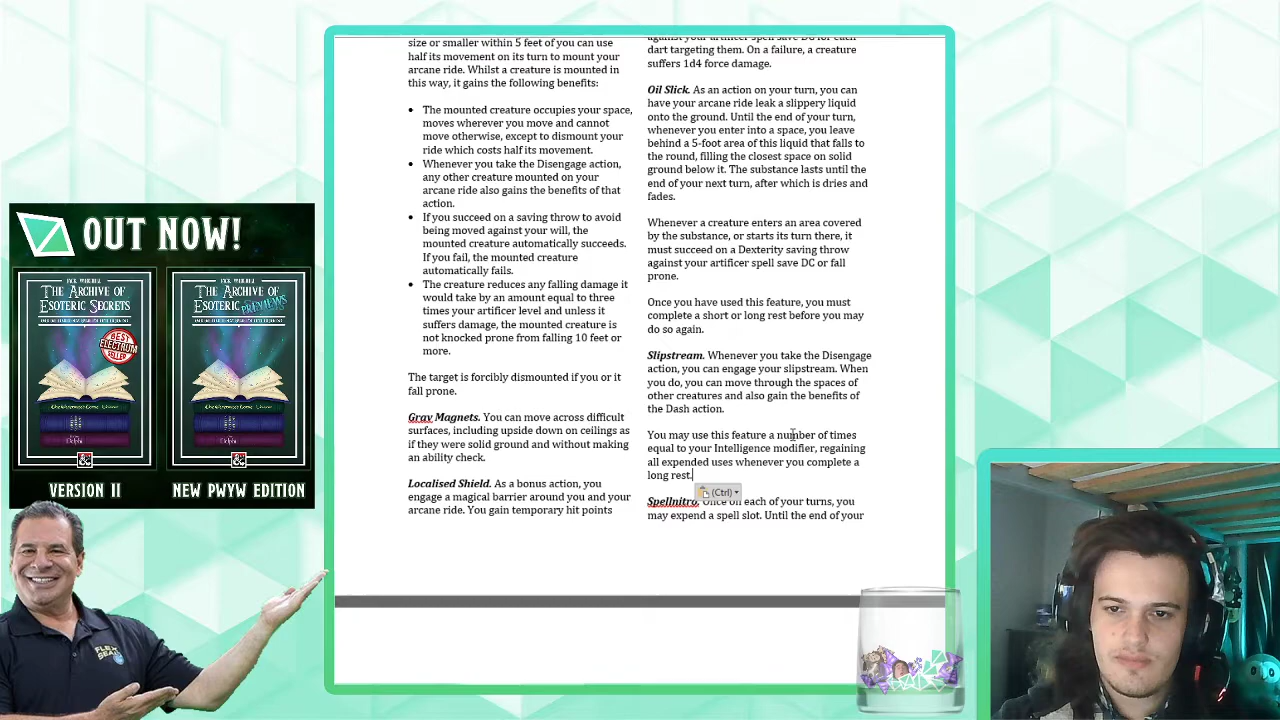 OUT NOW!
JACK WEIGHILL
THE ARCHIVE OF
ESOTERIC SECRETS
BEST
ELECTRUM
SELLER
THE ARCHIVE OF
ESOTERIC
PREVIEWS
VERSION II
NEW PWYW EDITION
FLEX
SEAL
size or smaller within 5 feet of you can use
half its movement on its turn to mount your
arcane ride. Whilst a creature is mounted in
this way, it gains the following benefits:
• The mounted creature occupies your space,
moves wherever you move and cannot
move otherwise, except to dismount your
ride which costs half its movement.
• Whenever you take the Disengage action,
any other creature mounted on your
arcane ride also gains the benefits of that
action.
• If you succeed on a saving throw to avoid
being moved against your will, the
mounted creature automatically succeeds.
If you fail, the mounted creature
automatically fails.
• The creature reduces any falling damage it
would take by an amount equal to three
times your artificer level and unless it
suffers damage, the mounted creature is
not knocked prone from falling 10 feet or
more.
The target is forcibly dismounted if you or it
fall prone.
Grav Magnets. You can move across difficult
surfaces, including upside down on ceilings as
if they were solid ground and without making
an ability check.
Localised Shield. As a bonus action, you
engage a magical barrier around you and your
arcane ride. You gain temporary hit points
against your artificer spell save DC for each
dart targeting them. On a failure, a creature
suffers 1d4 force damage.
Oil Slick. As an action on your turn, you can
have your arcane ride leak a slippery liquid
onto the ground. Until the end of your turn,
whenever you enter into a space, you leave
behind a 5-foot area of this liquid that falls to
the round, filling the closest space on solid
ground below it. The substance lasts until the
end of your next turn, after which is dries and
fades.
Whenever a creature enters an area covered
by the substance, or starts its turn there, it
must succeed on a Dexterity saving throw
against your artificer spell save DC or fall
prone.
Once you have used this feature, you must
complete a short or long rest before you may
do so again.
Slipstream. Whenever you take the Disengage
action, you can engage your slipstream. When
you do, you can move through the spaces of
other creatures and also gain the benefits of
the Dash action.
You may use this feature a number of times
equal to your Intelligence modifier, regaining
all expended uses whenever you complete a
long rest.
(Ctrl)
Spellnitro. Once on each of your turns, you
may expend a spell slot. Until the end of your